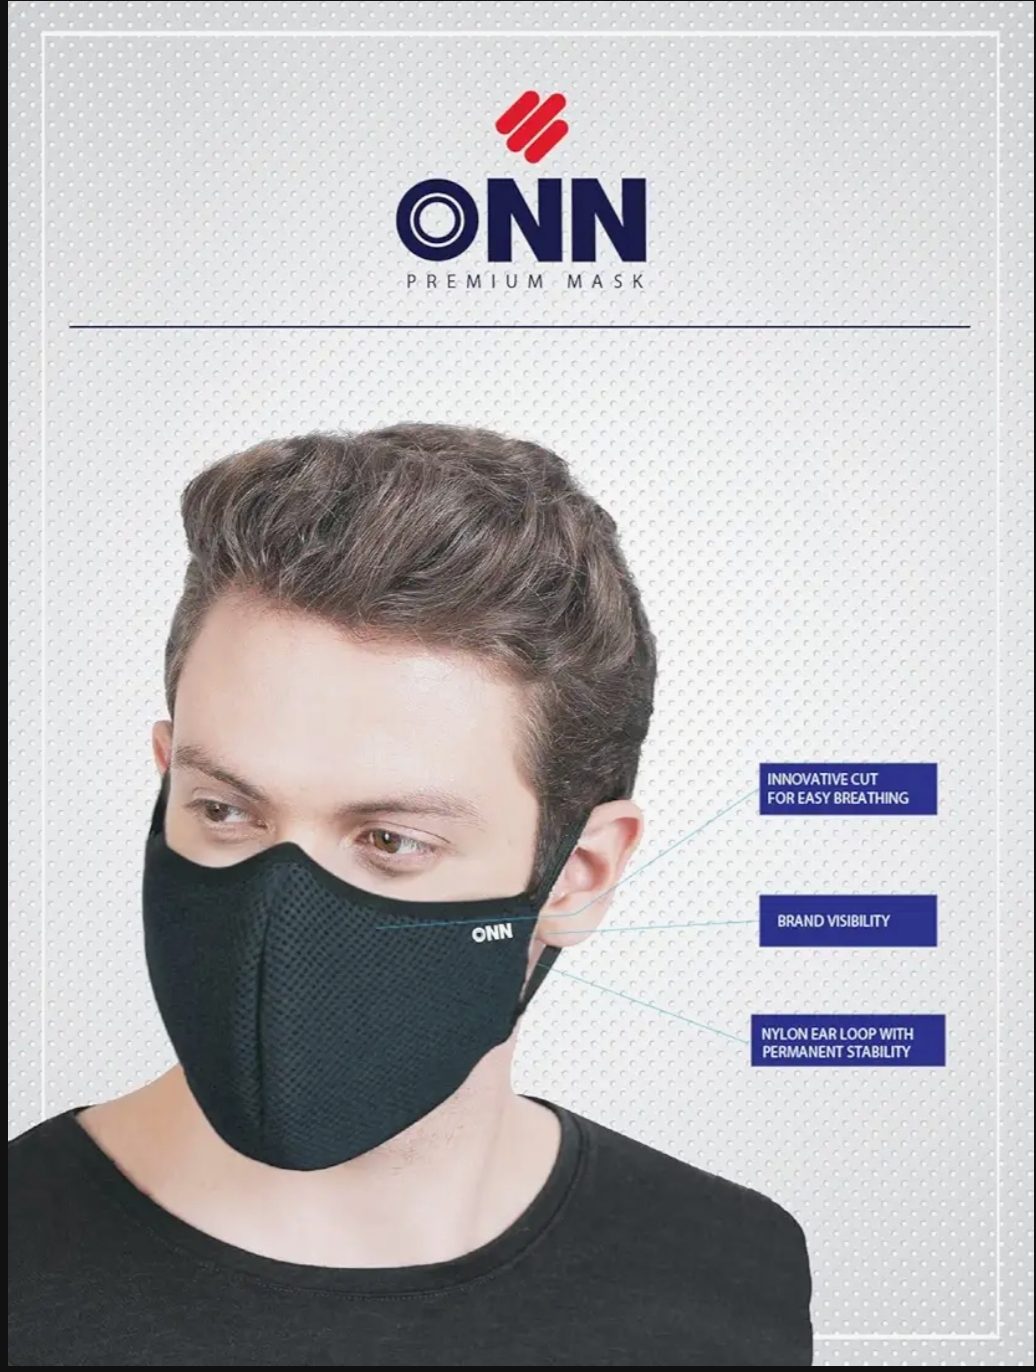 ONN
PREMIUM MASK
INNOVATIVE CUT
FOR EASY BREATHING
ONN
BRAND VISIBILITY
NYLON EAR LOOP WITH
PERMANENT STABILITY